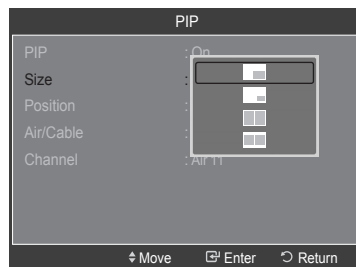 PIP
PIP : On
Size :
Position :
Air/Cable :
Channel : Air 11
Move Enter Return